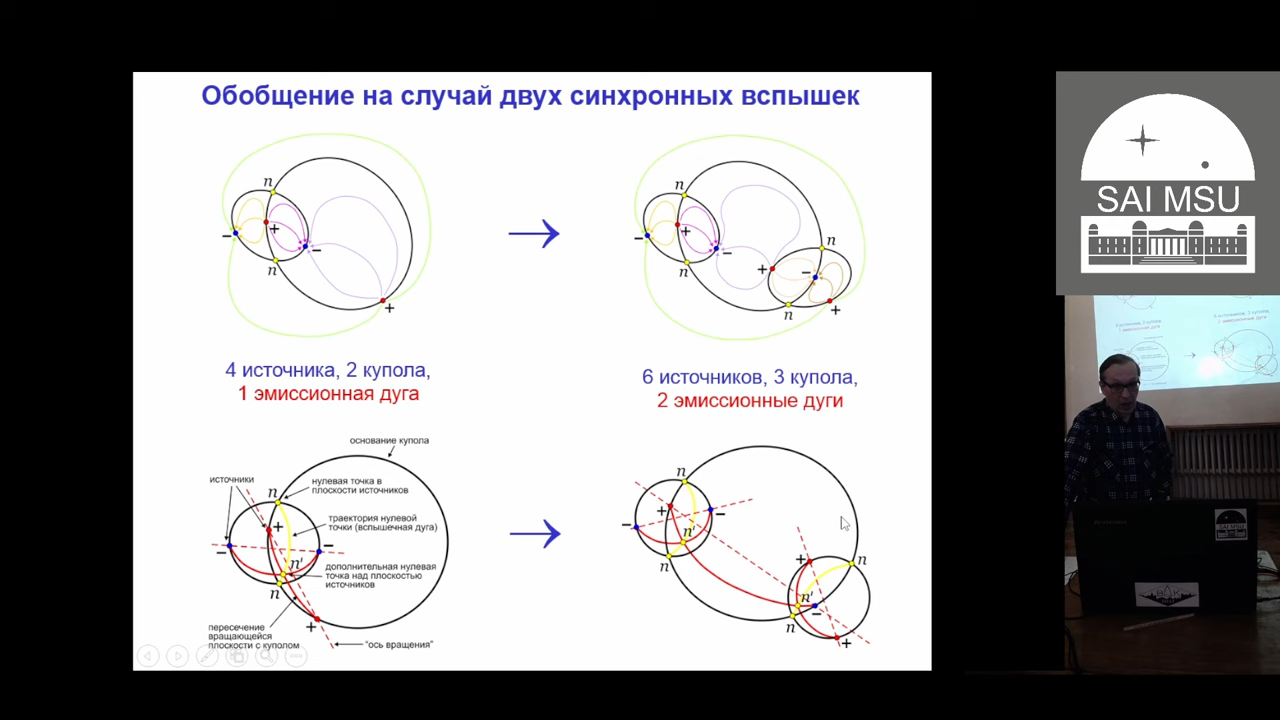 Обобщение на случай двух синхронных вспышек
n
+
−
−
n
+
n
+
−
−
n
+
−
n
n
+
4 источника, 2 купола,
1 эмиссионная дуга
6 источников, 3 купола,
2 эмиссионные дуги
основание купола
источники
нулевая точка в
плоскости источников
траектория нулевой
точки (вспышечная дуга)
дополнительная нулевая
точка над плоскостью
источников
пересечение
вращающейся
плоскости с куполом
"ось вращения"
n
+
−
−
n'
n
+
n
+
−
−
n'
n
+
n
n'
−
n
+
SAI MSU